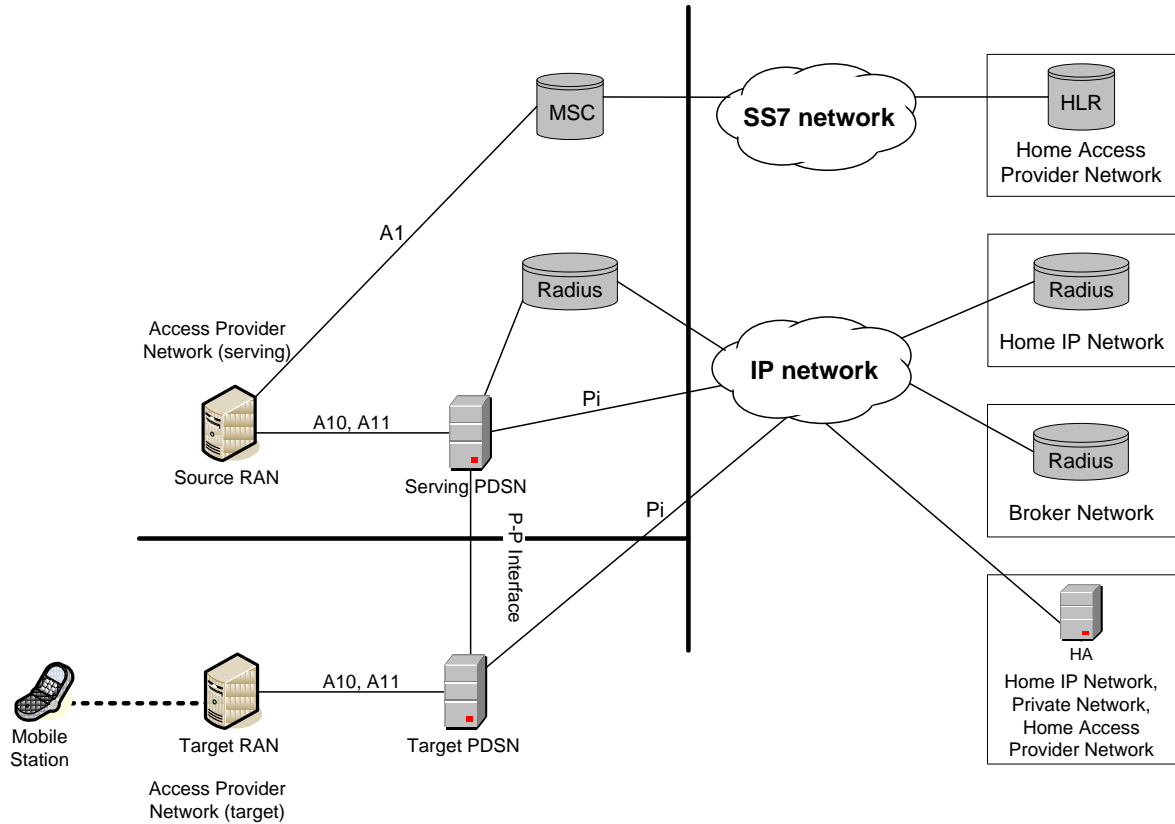 MSC
SS7 network
HLR
Home Access
Provider Network
A1
Radius
Radius
Home IP Network
Access Provider
Network (serving)
IP network
Pi
A10, A11
Source RAN
Serving PDSN
Radius
Broker Network
Pi
P-P Interface
HA
Home IP Network,
Private Network,
Home Access
Provider Network
A10, A11
Mobile
Station
Target RAN
Target PDSN
Access Provider
Network (target)